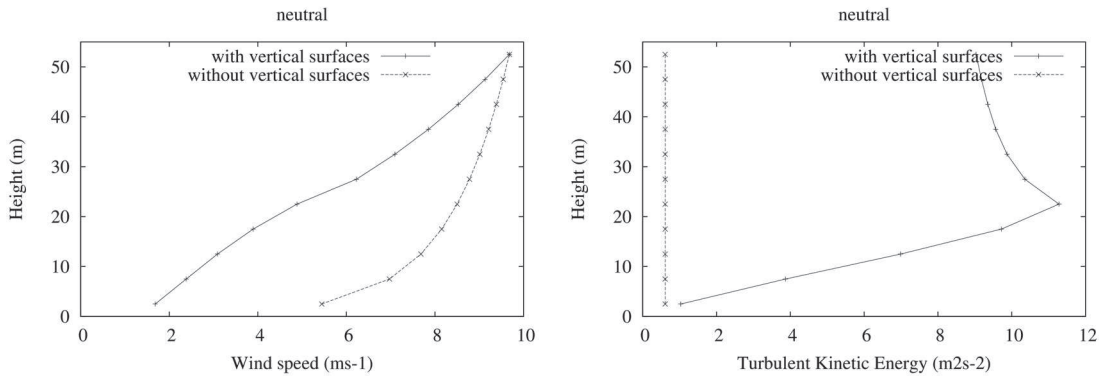 neutral
with vertical surfaces
without vertical surfaces
50
40
30
20
10
0
Height (m)
0 2 4 6 8 10
Wind speed (ms-1)
neutral
with vertical surfaces
without vertical surfaces
50
40
30
20
10
0
Height (m)
0 2 4 6 8 10 12
Turbulent Kinetic Energy (m2s-2)